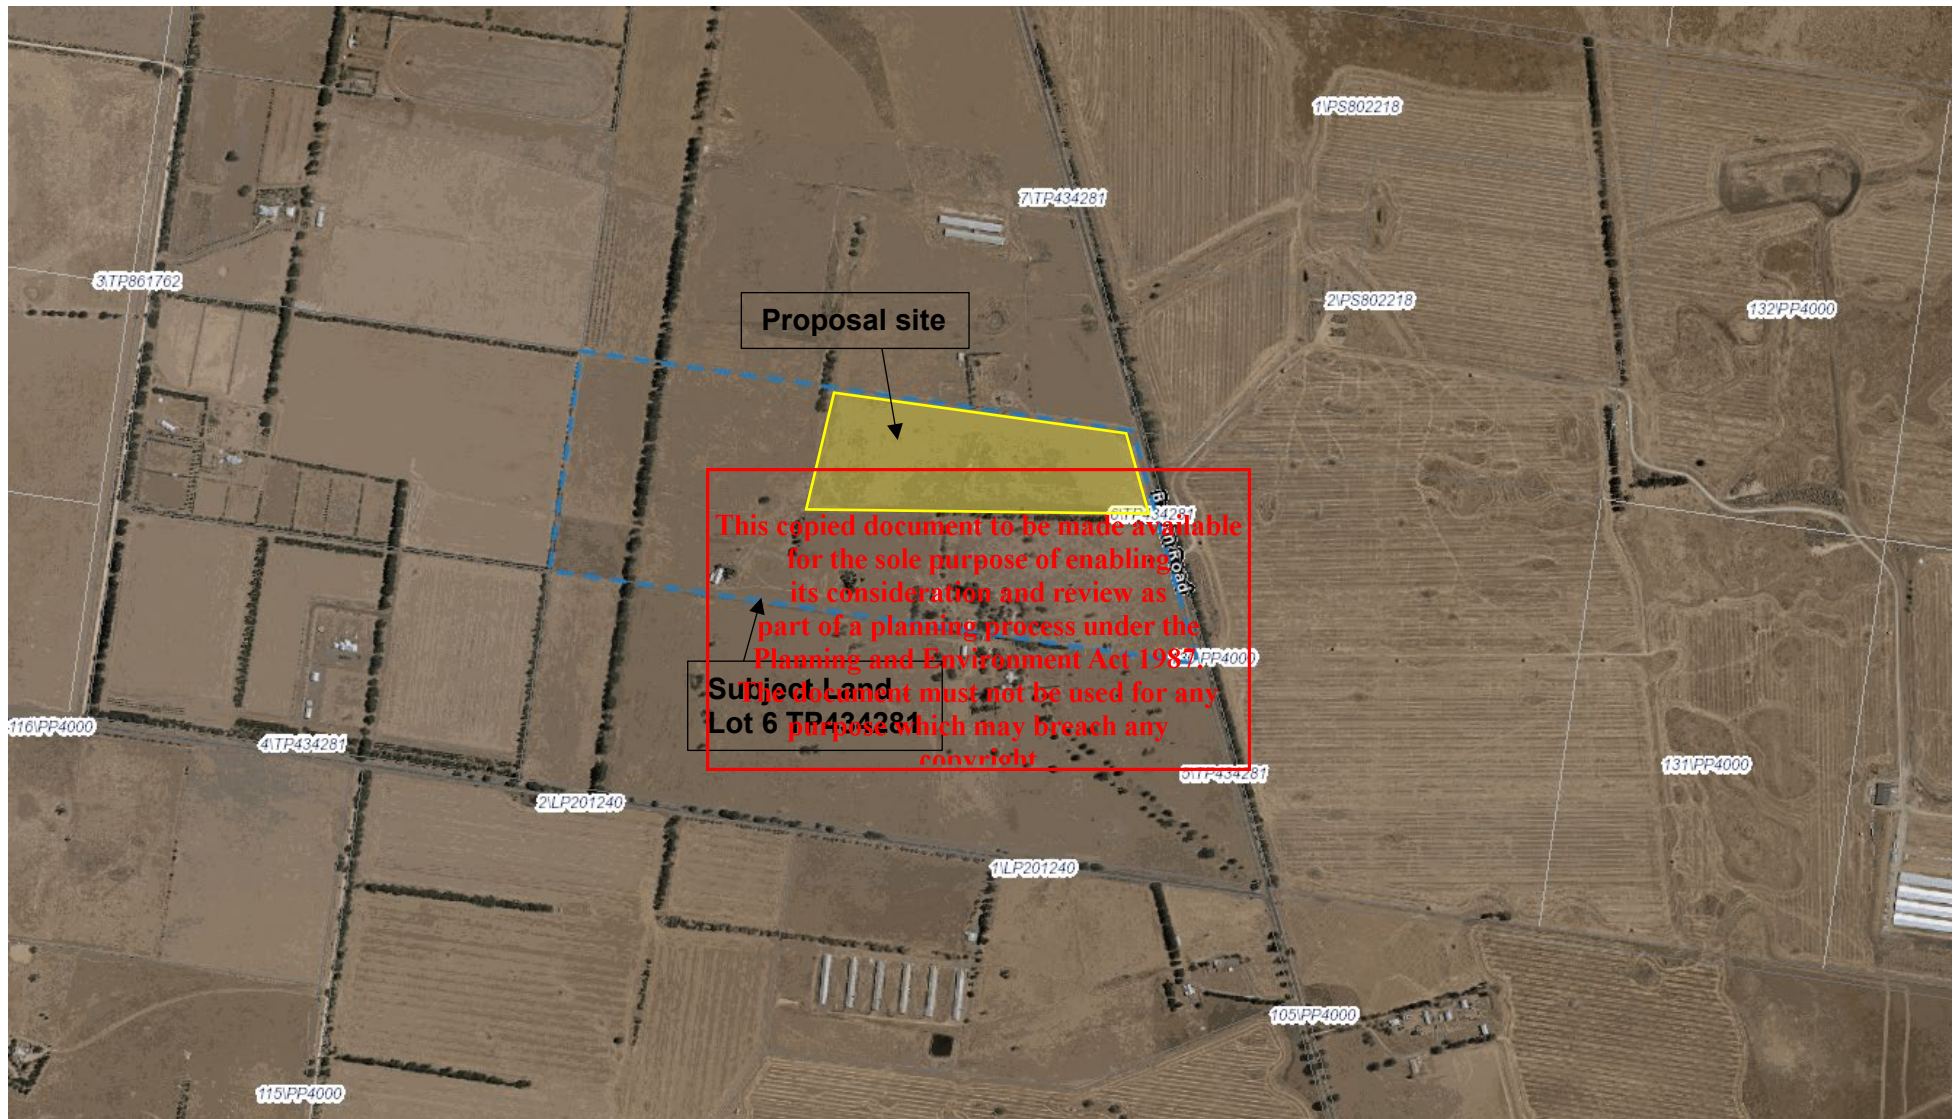 1\PS802218
7\TP434281
3\TP861762
2\PS802218
132\PP4000
Proposal site
6\TP434281
Road
This copied document to be made available
for the sole purpose of enabling
its consideration and review as
part of a planning process under the
Planning and Environment Act 1987.
The document must not be used for any
purpose which may breach any
copyright
PP4000
Subject Land
Lot 6 TP434281
116\PP4000
4\TP434281
5\TP434281
131\PP4000
2\LP201240
1\LP201240
105\PP4000
115\PP4000